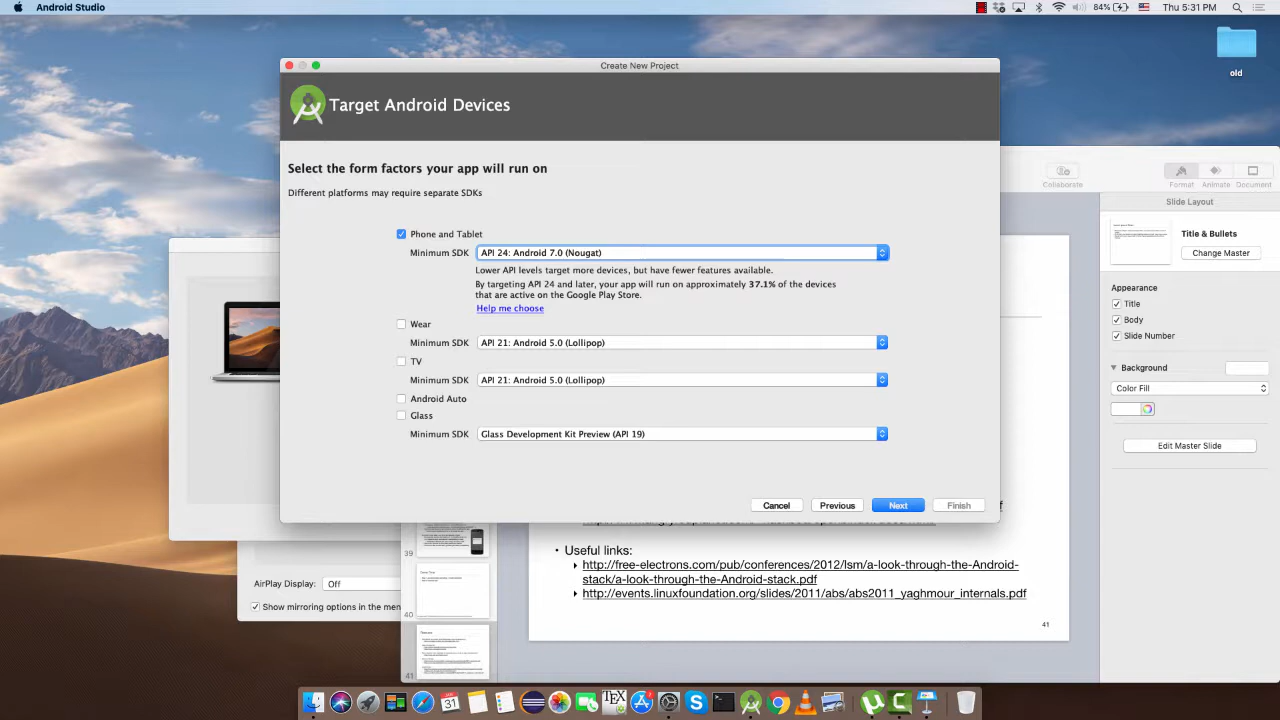 Android Studio
84%
Thu 5:31 PM
old
Create New Project
Target Android Devices
Select the form factors your app will run on
Different platforms may require separate SDKs
Phone and Tablet
Minimum SDK
API 24: Android 7.0 (Nougat)
Lower API levels target more devices, but have fewer features available.
By targeting API 24 and later, your app will run on approximately 37.1% of the devices
that are active on the Google Play Store.
Help me choose
Wear
Minimum SDK
API 21: Android 5.0 (Lollipop)
TV
Minimum SDK
API 21: Android 5.0 (Lollipop)
Android Auto
Glass
Minimum SDK
Glass Development Kit Preview (API 19)
Cancel
Previous
Next
Finish
Collaborate
Format
Animate
Document
Slide Layout
Title & Bullets
Change Master
Appearance
Title
Body
Slide Number
Background
Color Fill
Edit Master Slide
• Useful links:
http://free-electrons.com/pub/conferences/2012/lsm/a-look-through-the-Android-
stack/a-look-through-the-Android-stack.pdf
http://events.linuxfoundation.org/slides/2011/abs/abs2011_yaghmour_internals.pdf
41
39
40
41
AirPlay Display:
Off
Show mirroring options in the men
31
TEX